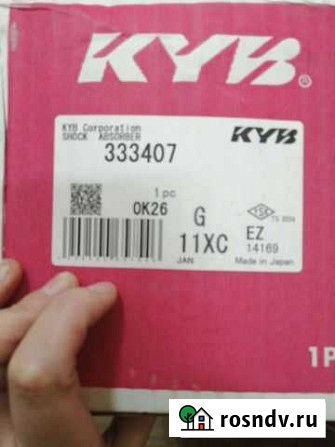 KYB®
KYB Corporation
SHOCK ABSORBER
KYB
333407
1 pc
0K26
G
11XC
EZ
14169
JAN
Made in Japan
1P
rosndv.ru